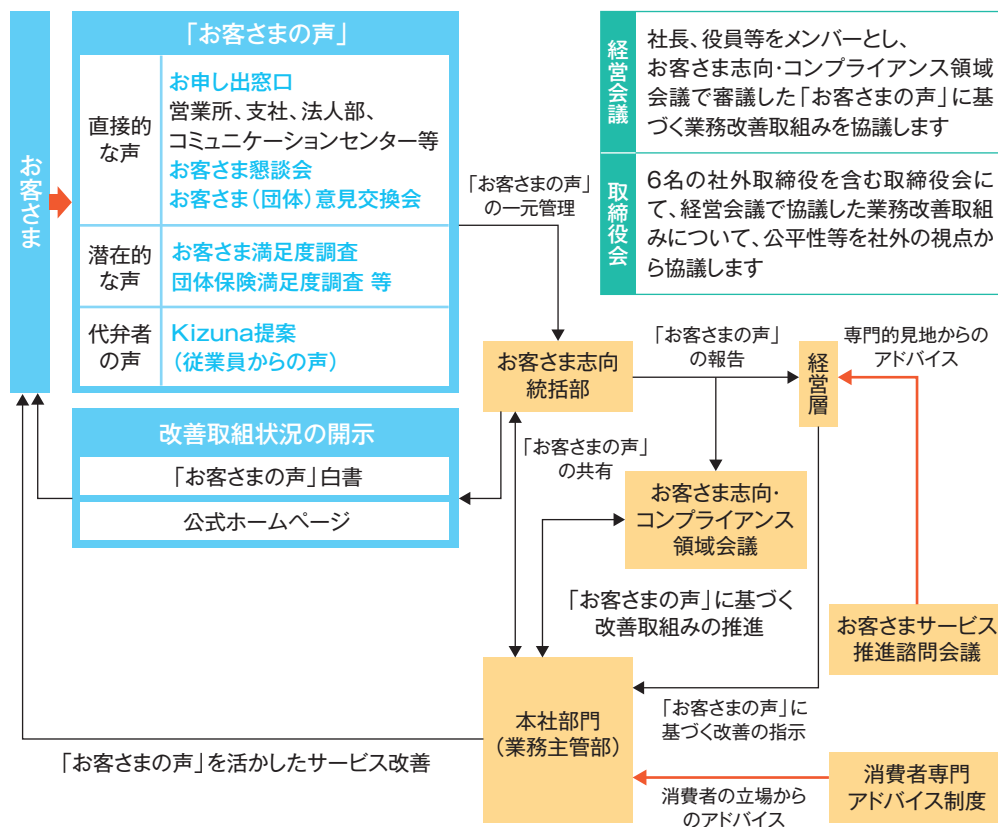 お客さま
「お客さまの声」
直接的
な声
お申し出窓口
営業所、支社、法人部、
コミュニケーションセンター等
お客さま懇談会
お客さま(団体)意見交換会
潜在的
な声
お客さま満足度調査
団体保険満足度調査 等
代弁者
の声
Kizuna提案
(従業員からの声)
経営会議
社長、役員等をメンバーとし、
お客さま志向・コンプライアンス領域
会議で審議した「お客さまの声」に基
づく業務改善取組みを協議します
取締役会
6名の社外取締役を含む取締役会に
て、経営会議で協議した業務改善取組
みについて、公平性等を社外の視点か
ら協議します
「お客さまの声」
の一元管理
お客さま志向
統括部
「お客さまの声」
の報告
経営層
専門的見地からの
アドバイス
改善取組状況の開示
「お客さまの声」白書
公式ホームページ
「お客さまの声」
の共有
お客さま志向・
コンプライアンス
領域会議
「お客さまの声」に基づく
改善取組みの推進
お客さまサービス
推進諮問会議
本社部門
(業務主管部)
「お客さまの声」に
基づく改善の指示
「お客さまの声」を活かしたサービス改善
消費者の立場から
のアドバイス
消費者専門
アドバイス制度